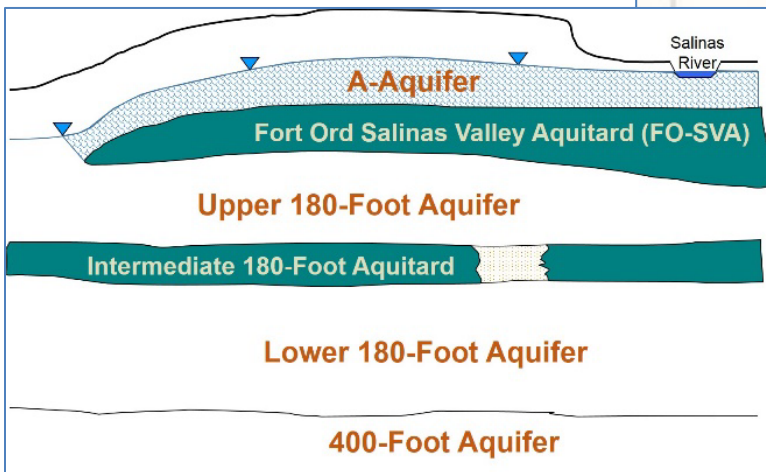 Salinas
River
A-Aquifer
Fort Ord Salinas Valley Aquitard (FO-SVA)
Upper 180-Foot Aquifer
Intermediate 180-Foot Aquitard
Lower 180-Foot Aquifer
400-Foot Aquifer